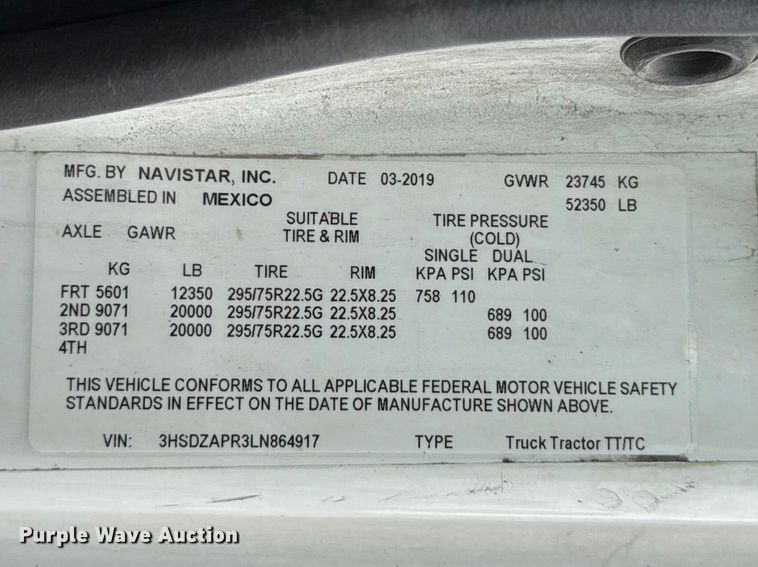 MFG. BY NAVISTAR, INC. DATE 03-2019 GVWR 23745 KG
ASSEMBLED IN MEXICO 52350 LB
SUITABLE TIRE PRESSURE
AXLE GAWR TIRE & RIM (COLD)
SINGLE DUAL
KG LB TIRE RIM KPA PSI KPA PSI
FRT 5601 12350 295/75R22.5G 22.5X8.25 758 110
2ND 9071 20000 295/75R22.5G 22.5X8.25 689 100
3RD 9071 20000 295/75R22.5G 22.5X8.25 689 100
4TH
THIS VEHICLE CONFORMS TO ALL APPLICABLE FEDERAL MOTOR VEHICLE SAFETY
STANDARDS IN EFFECT ON THE DATE OF MANUFACTURE SHOWN ABOVE.
VIN: 3HSDZAPR3LN864917 TYPE Truck Tractor TT/TC
Purple Wave Auction